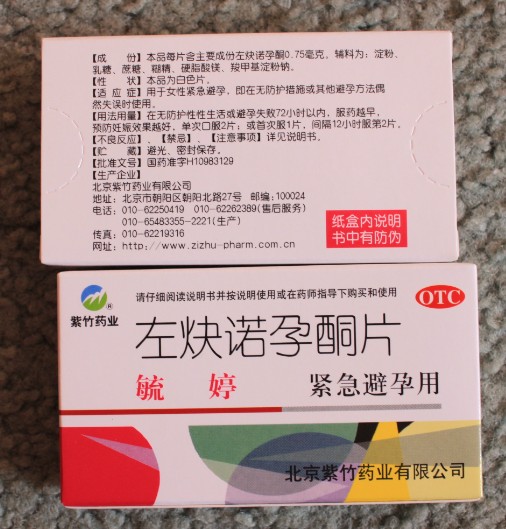 【成　份】本品每片含主要成份左炔诺孕酮0.75毫克，辅料为：淀粉、
乳糖、蔗糖、糊精、硬脂酸镁、羧甲基淀粉钠。
【性　状】本品为白色片。
【适 应 症】用于女性紧急避孕，即在无防护措施或其他避孕方法偶
然失误时使用。
【用法用量】在无防护性性生活或避孕失败72小时以内，服药越早，
预防妊娠效果越好，单次口服2片；或首次服1片，间隔12小时服第2片。
【不良反应】、【禁忌】、【注意事项】详见说明书。
【贮　藏】避光、密封保存。
【批准文号】国药准字H10983129
【生产企业】
北京紫竹药业有限公司
地址：北京市朝阳区朝阳北路27号　邮编：100024
电话：010-62250419　010-62262389(售后服务)
010-65483355-2221(生产)
传真：010-62219316
网址：http://www.zizhu-pharm.com.cn
纸盒内说明
书中有防伪
请仔细阅读说明书并按说明使用或在药师指导下购买和使用
OTC
®
紫竹药业
左炔诺孕酮片
毓　婷　紧急避孕用
北京紫竹药业有限公司